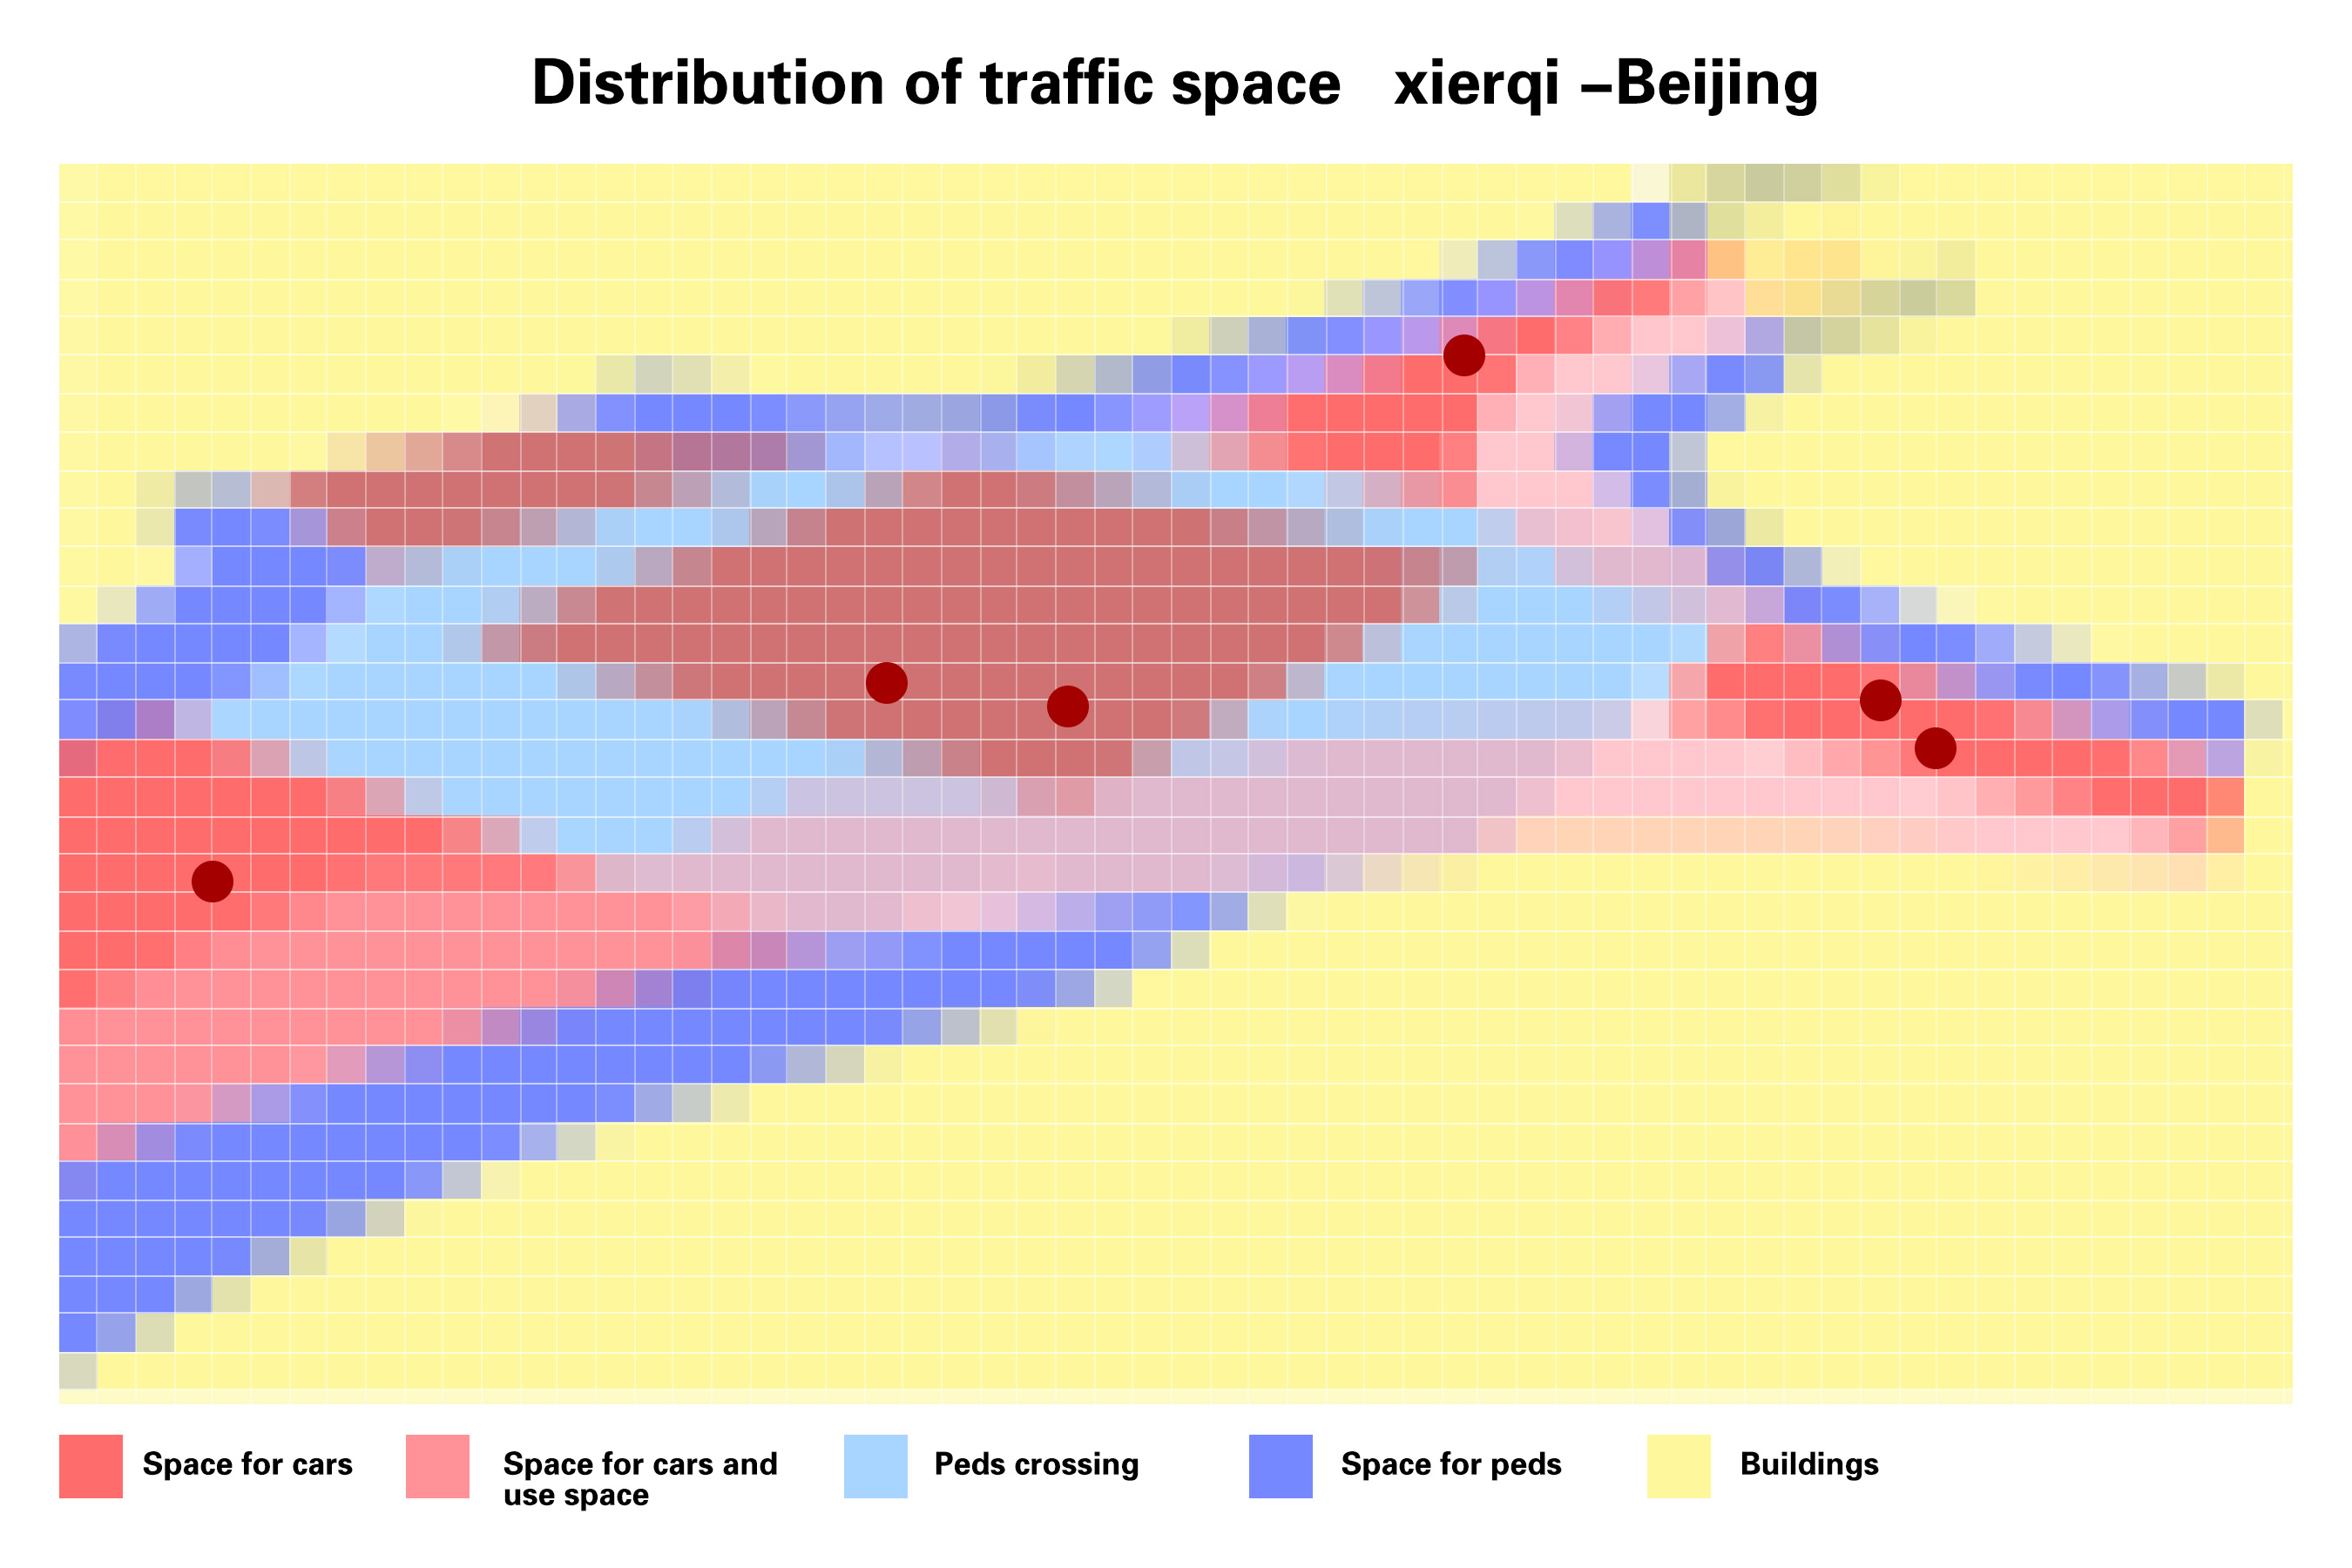 Distribution of traffic space xierqi –Beijing
Space for cars
Space for cars and
use space
Peds crossing
Space for peds
Buildings